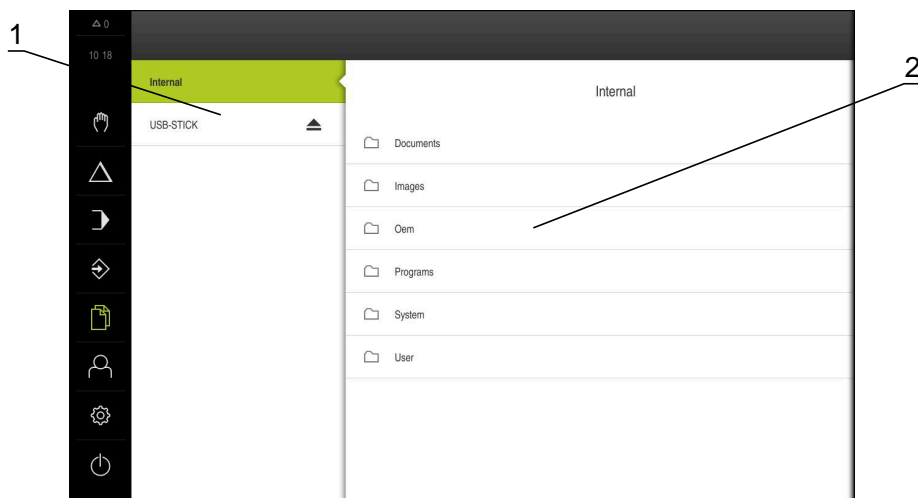 1
0
10 18
2
Internal
Internal
USB-STICK
Documents
Images
Oem
Programs
System
User